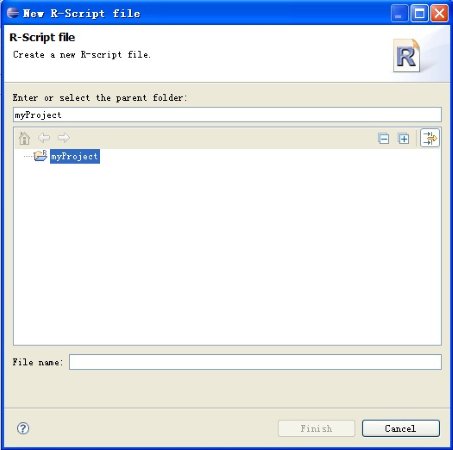 New R-Script file
R-Script file
Create a new R-script file.
R
Enter or select the parent folder:
myProject
myProject
File name:
Finish
Cancel